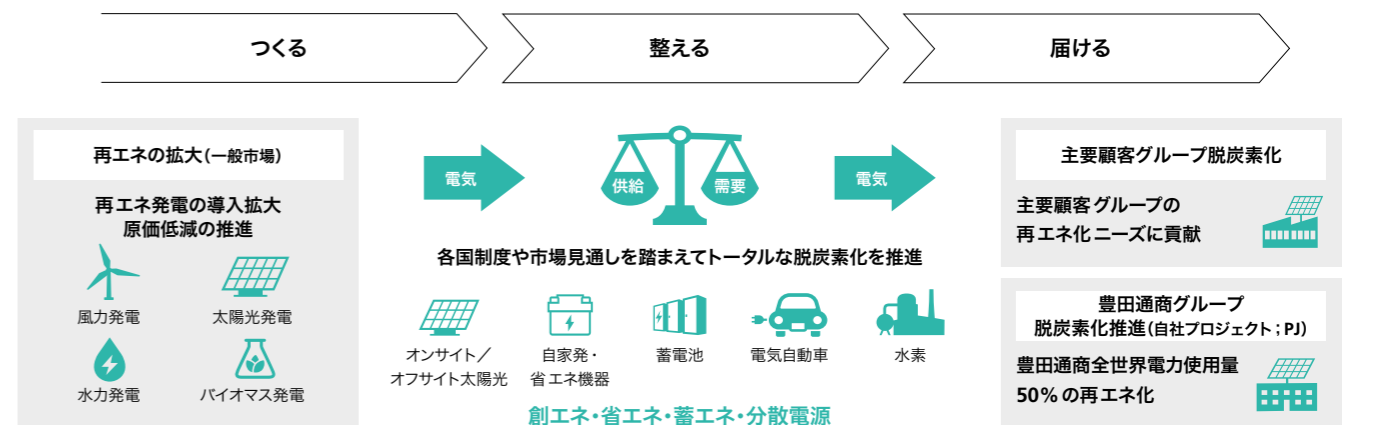 つくる
整える
届ける
再エネの拡大(一般市場)
再エネ発電の導入拡大
原価低減の推進
風力発電
太陽光発電
水力発電
バイオマス発電
電気
供給
需要
電気
各国制度や市場見通しを踏まえてトータルな脱炭素化を推進
オンサイト／
オフサイト太陽光
自家発・
省エネ機器
蓄電池
電気自動車
水素
創エネ・省エネ・蓄エネ・分散電源
主要顧客グループ脱炭素化
主要顧客グループの
再エネ化ニーズに貢献
豊田通商グループ
脱炭素化推進(自社プロジェクト；PJ)
豊田通商全世界電力使用量
50%の再エネ化